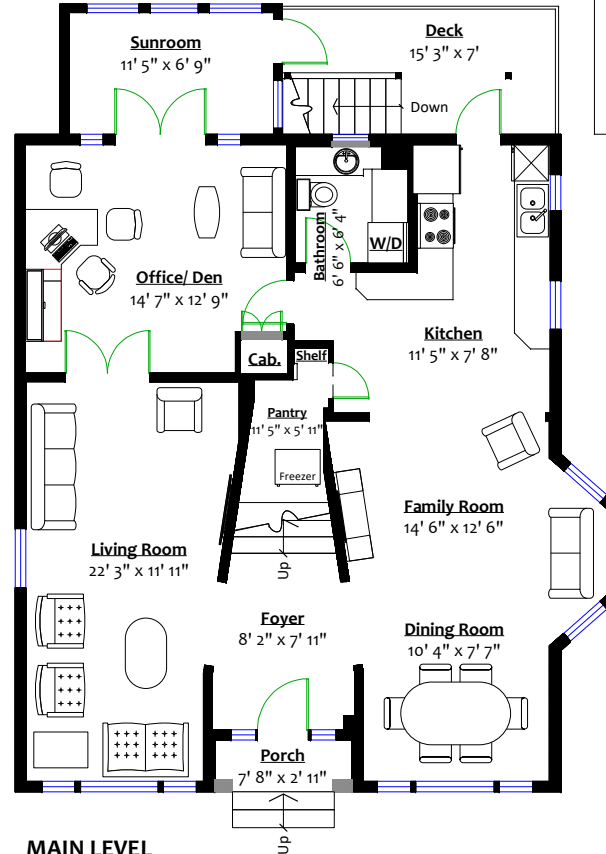 Sunroom
11' 5" x 6' 9"
Deck
15' 3" x 7'
Down
Bathroom
6' 6" x 6' 4"
W/D
Office/ Den
14' 7" x 12' 9"
Kitchen
11' 5" x 7' 8"
Cab.
Shelf
Pantry
11' 5" x 5' 11"
Freezer
Family Room
14' 6" x 12' 6"
Living Room
22' 3" x 11' 11"
Up
Foyer
8' 2" x 7' 11"
Dining Room
10' 4" x 7' 7"
Porch
7' 8" x 2' 11"
Up
MAIN LEVEL